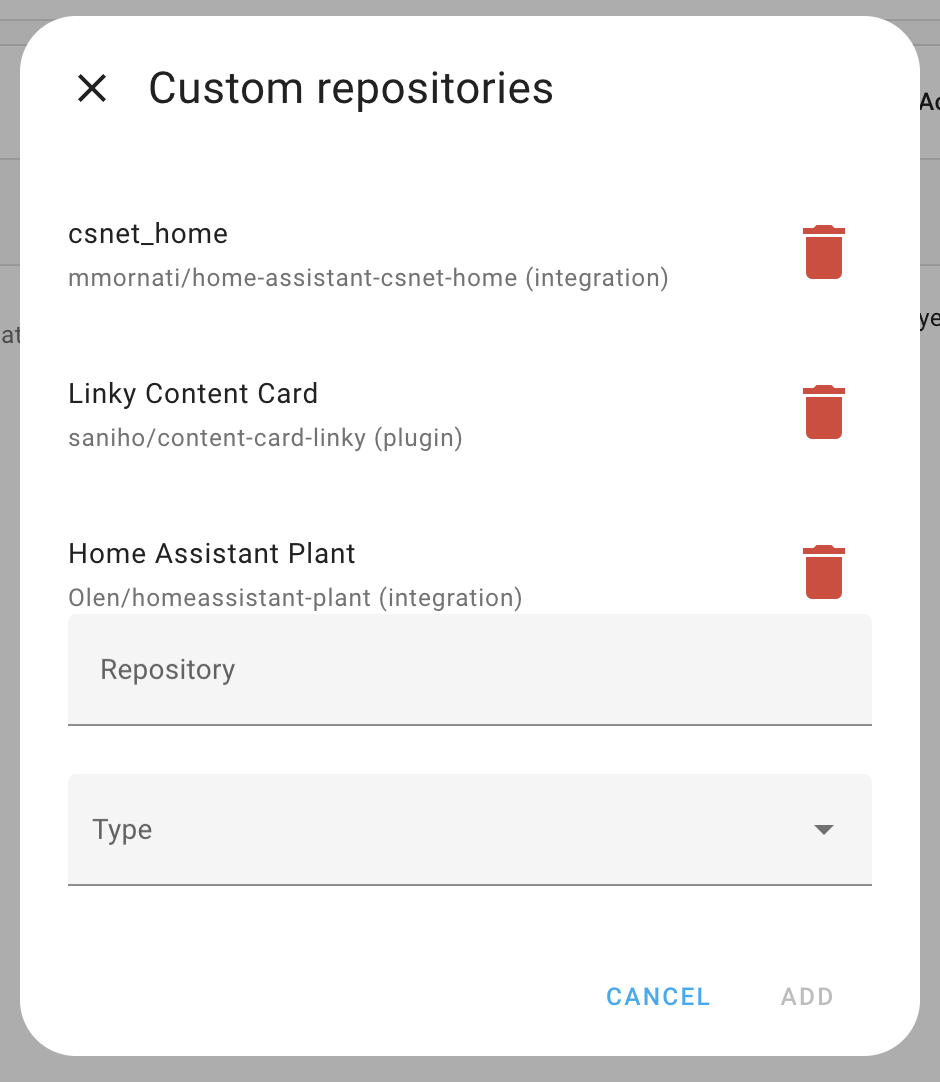 Custom repositories
csnet_home
mmornati/home-assistant-csnet-home (integration)
Linky Content Card
saniho/content-card-linky (plugin)
Home Assistant Plant
Olen/homeassistant-plant (integration)
Repository
Type
CANCEL
ADD